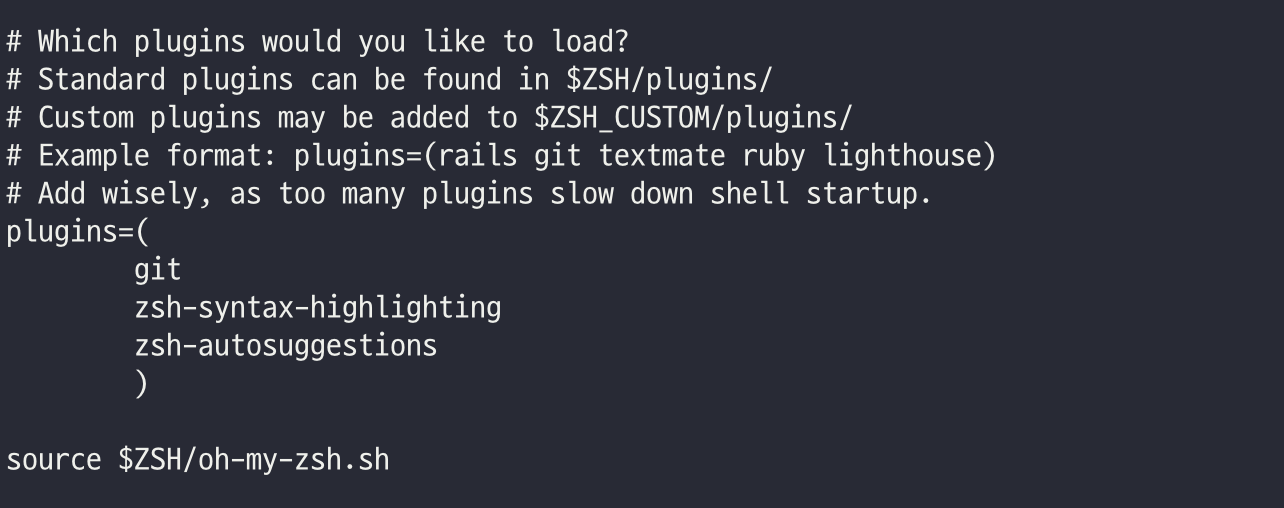 # Which plugins would you like to load?
# Standard plugins can be found in $ZSH/plugins/
# Custom plugins may be added to $ZSH_CUSTOM/plugins/
# Example format: plugins=(rails git textmate ruby lighthouse)
# Add wisely, as too many plugins slow down shell startup.
plugins=(
        git
        zsh-syntax-highlighting
        zsh-autosuggestions
        )
source $ZSH/oh-my-zsh.sh